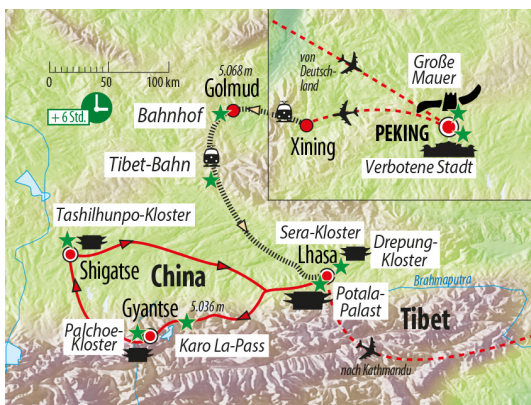 0
50
100 km
+ 6 Std.
5.068 m
Golmud
Bahnhof
Tibet-Bahn
Xining
von
Deutsch-
land
Große
Mauer
PEKING
Verbotene Stadt
Tashilhunpo-Kloster
Shigatse
China
Sera-Kloster
Lhasa
Drepung-
Kloster
Potala-
Palast
Brahmaputra
Tibet
Gyantse
5.036 m
Palchoe-
Kloster
Karo La-Pass
nach Kathmandu